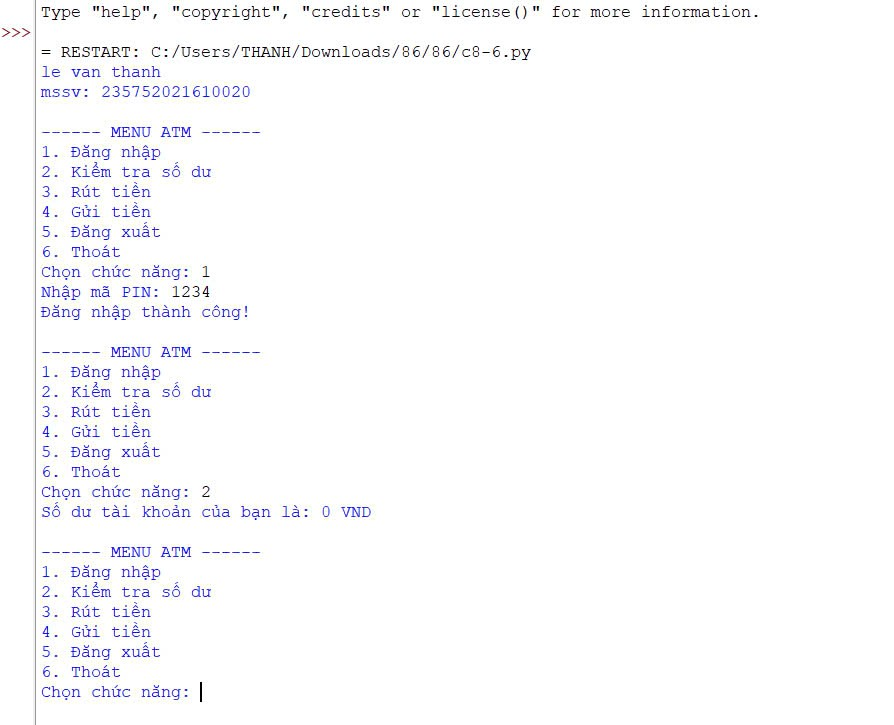 Type "help", "copyright", "credits" or "license()" for more information.
>>>
= RESTART: C:/Users/THANH/Downloads/86/86/c8-6.py
le van thanh
mssv: 235752021610020

------ MENU ATM ------
1. Đăng nhập
2. Kiểm tra số dư
3. Rút tiền
4. Gửi tiền
5. Đăng xuất
6. Thoát
Chọn chức năng: 1
Nhập mã PIN: 1234
Đăng nhập thành công!

------ MENU ATM ------
1. Đăng nhập
2. Kiểm tra số dư
3. Rút tiền
4. Gửi tiền
5. Đăng xuất
6. Thoát
Chọn chức năng: 2
Số dư tài khoản của bạn là: 0 VND

------ MENU ATM ------
1. Đăng nhập
2. Kiểm tra số dư
3. Rút tiền
4. Gửi tiền
5. Đăng xuất
6. Thoát
Chọn chức năng: